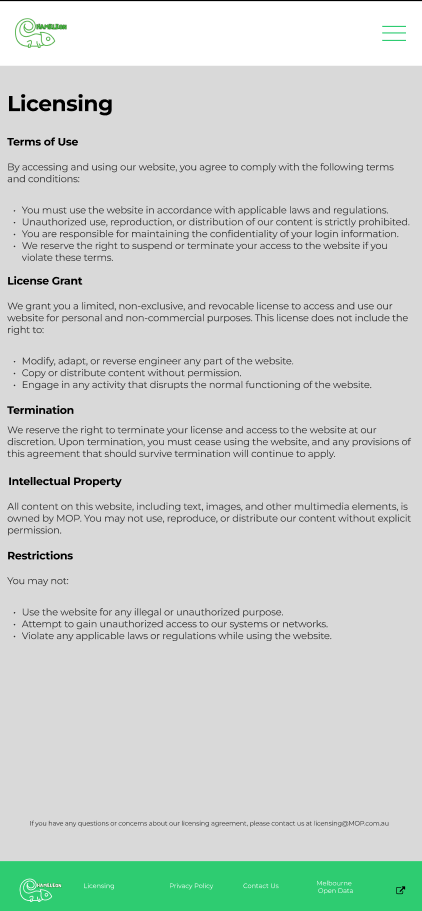 HAMELEON
Licensing
Terms of Use
By accessing and using our website, you agree to comply with the following terms
and conditions:
• You must use the website in accordance with applicable laws and regulations.
• Unauthorized use, reproduction, or distribution of our content is strictly prohibited.
• You are responsible for maintaining the confidentiality of your login information.
• We reserve the right to suspend or terminate your access to the website if you
violate these terms.
License Grant
We grant you a limited, non-exclusive, and revocable license to access and use our
website for personal and non-commercial purposes. This license does not include the
right to:
• Modify, adapt, or reverse engineer any part of the website.
• Copy or distribute content without permission.
• Engage in any activity that disrupts the normal functioning of the website.
Termination
We reserve the right to terminate your license and access to the website at our
discretion. Upon termination, you must cease using the website, and any provisions of
this agreement that should survive termination will continue to apply.
Intellectual Property
All content on this website, including text, images, and other multimedia elements, is
owned by MOP. You may not use, reproduce, or distribute our content without explicit
permission.
Restrictions
You may not:
• Use the website for any illegal or unauthorized purpose.
• Attempt to gain unauthorized access to our systems or networks.
• Violate any applicable laws or regulations while using the website.
If you have any questions or concerns about our licensing agreement, please contact us at licensing@MOP.com.au
HAMELEON
Licensing
Privacy Policy
Contact Us
Melbourne
Open Data